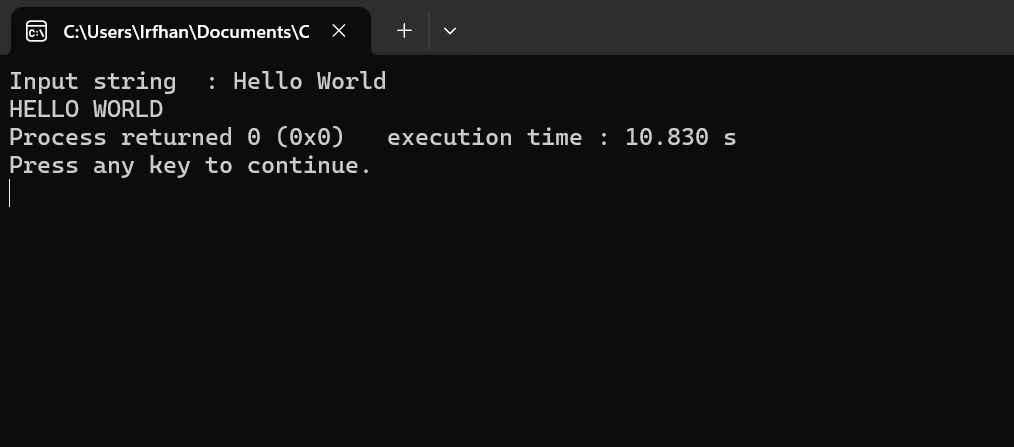 C:\Users\Irfhan\Documents\C
Input string  : Hello World
HELLO WORLD
Process returned 0 (0x0)   execution time : 10.830 s
Press any key to continue.